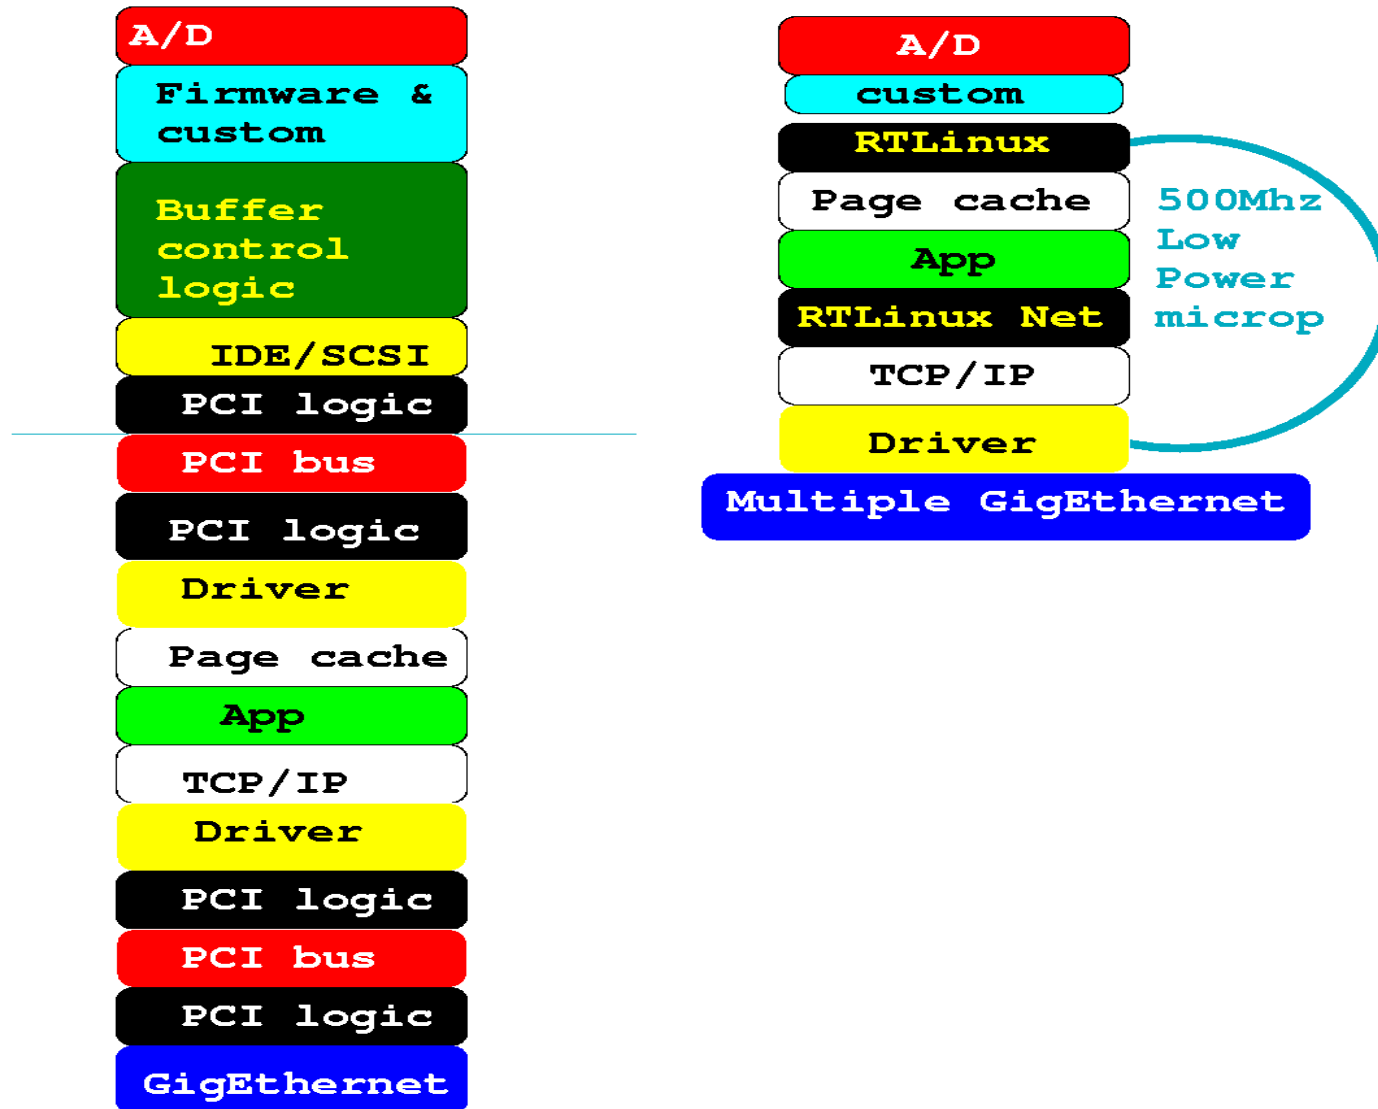 A/D
Firmware &
custom
Buffer
control
logic
IDE/SCSI
PCI logic
PCI bus
PCI logic
Driver
Page cache
App
TCP/IP
Driver
PCI logic
PCI bus
PCI logic
GigEthernet
A/D
custom
RTLinux
Page cache
App
RTLinux Net
TCP/IP
Driver
Multiple GigEthernet
500Mhz
Low
Power
microp